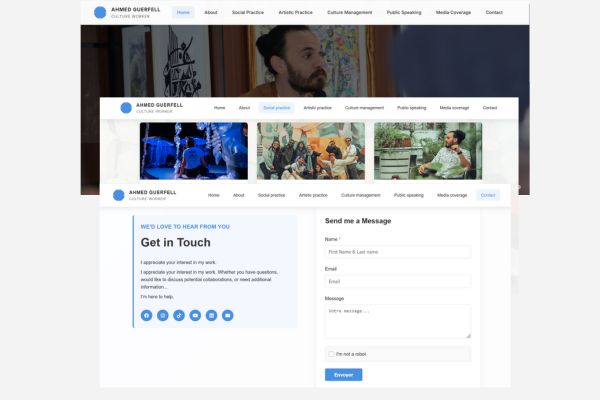 AHMED GUERFELL
CULTURE WORKER
Home About Social Practice Artistic Practice Culture Management Public Speaking Media Coverage Contact
AHMED GUERFELL
CULTURE WORKER
Home About Social practice Artistic practice Culture management Public speaking Media coverage Contact
AHMED GUERFELL
CULTURE WORKER
Home About Social practice Artistic practice Culture management Public speaking Media coverage Contact
WE'D LOVE TO HEAR FROM YOU
Get in Touch
I appreciate your interest in my work.
I appreciate your interest in my work. Whether you have questions,
would like to discuss potential collaborations, or need additional
information...
I'm here to help.
Send me a Message
Name *
First Name & Last name
Email
Email
Message
Votre message...
I'm not a robot
Envoyer